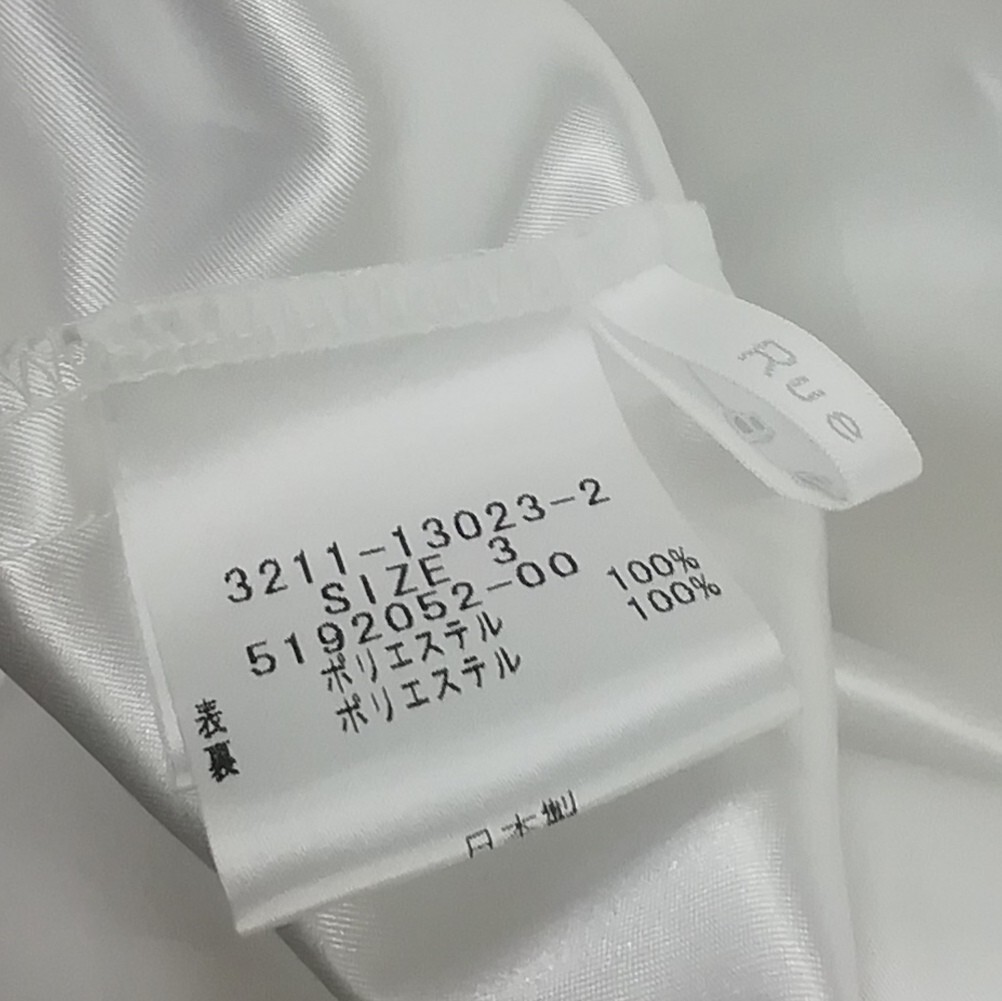 Rue
3211-13023-2
SIZE 3
5192052-00
表 ポリエステル 100%
裏 ポリエステル 100%
日本製